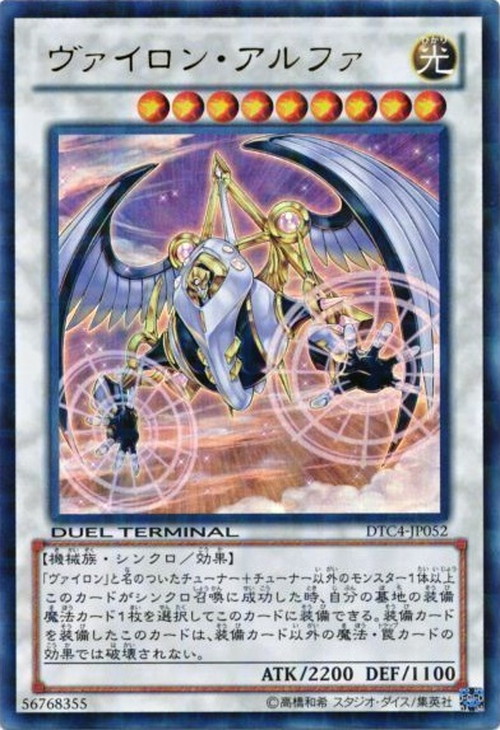 ヴァイロン・アルファ
光
DUEL TERMINAL
DTC4-JP052
【機械族・シンクロ／効果】
「ヴァイロン」と名のついたチューナー＋チューナー以外のモンスター1体以上
このカードがシンクロ召喚に成功した時、自分の墓地の装備
魔法カード1枚を選択してこのカードに装備できる。装備カード
を装備したこのカードは、装備カード以外の魔法・罠カードの
効果では破壊されない。
ATK/2200 DEF/1100
56768355
©高橋和希 スタジオ・ダイス/集英社